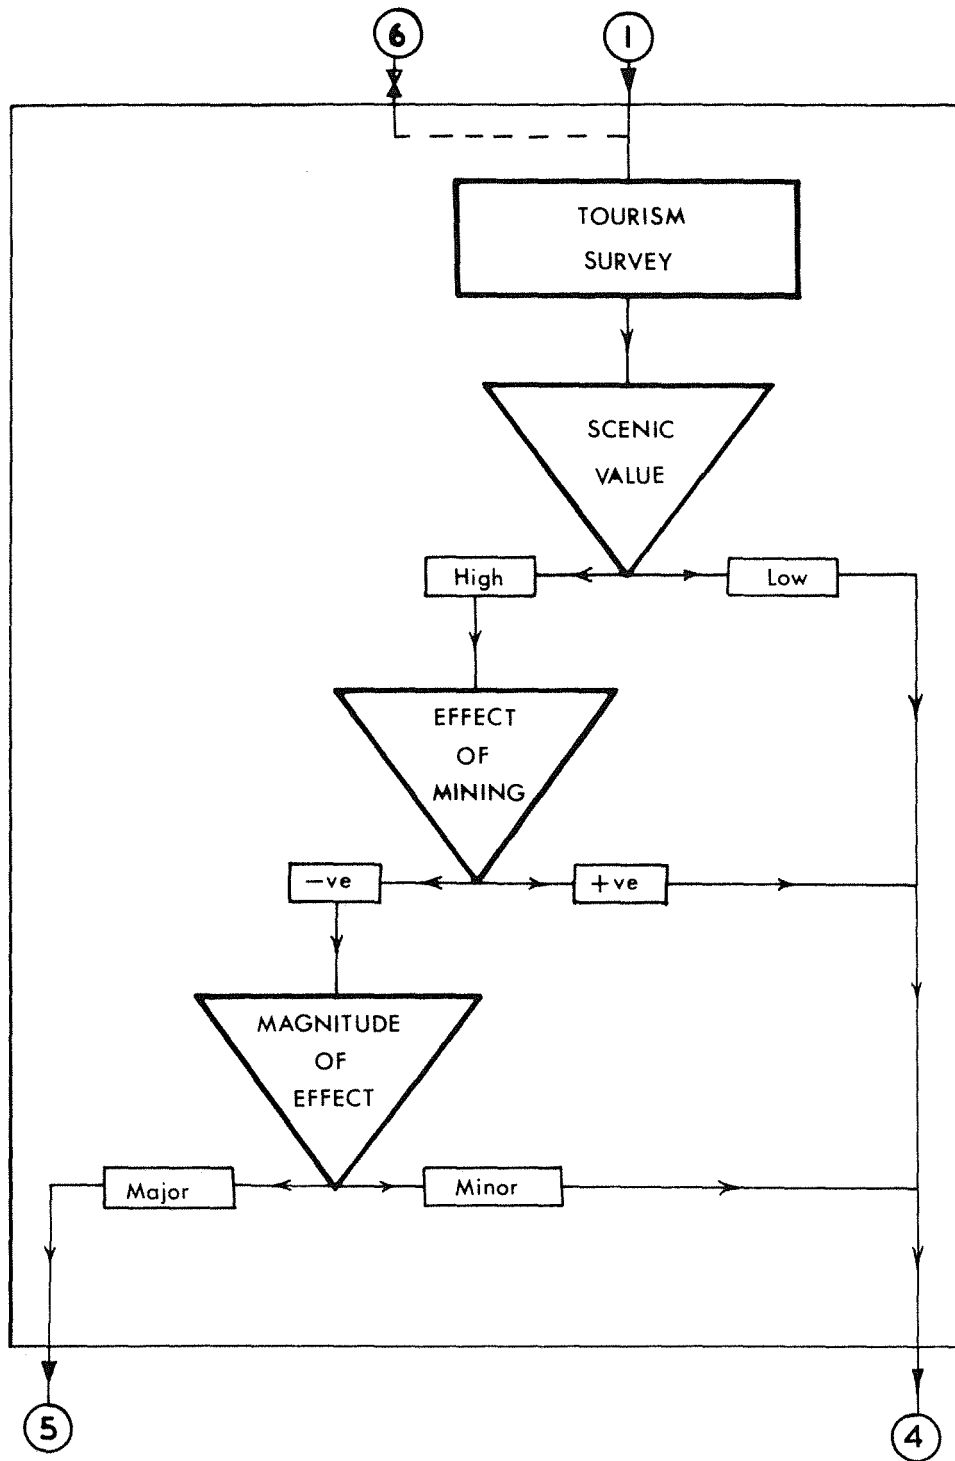 6
1
TOURISM
SURVEY
SCENIC
VALUE
High
Low
EFFECT
OF
MINING
−ve
+ve
MAGNITUDE
OF
EFFECT
Major
Minor
5
4